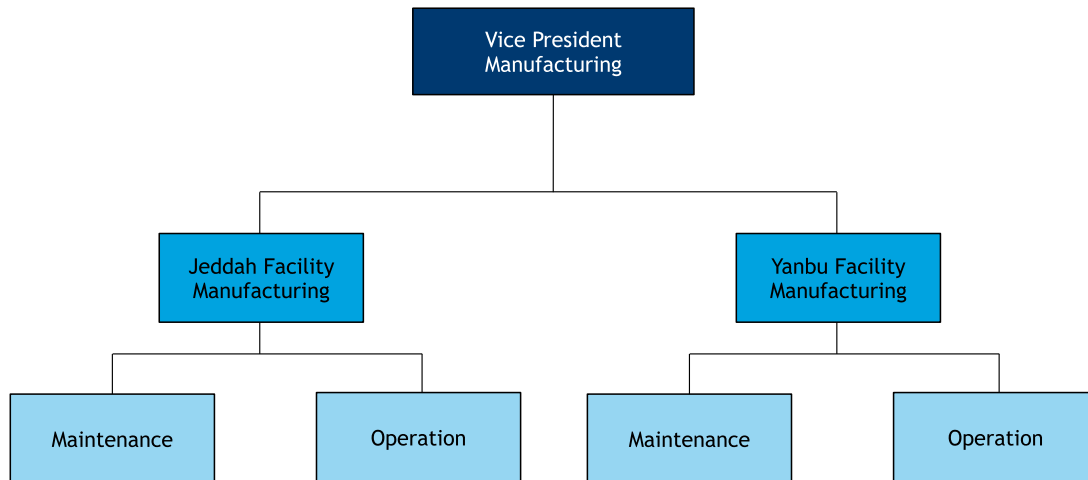 Vice President
Manufacturing
Jeddah Facility
Manufacturing
Yanbu Facility
Manufacturing
Maintenance
Operation
Maintenance
Operation